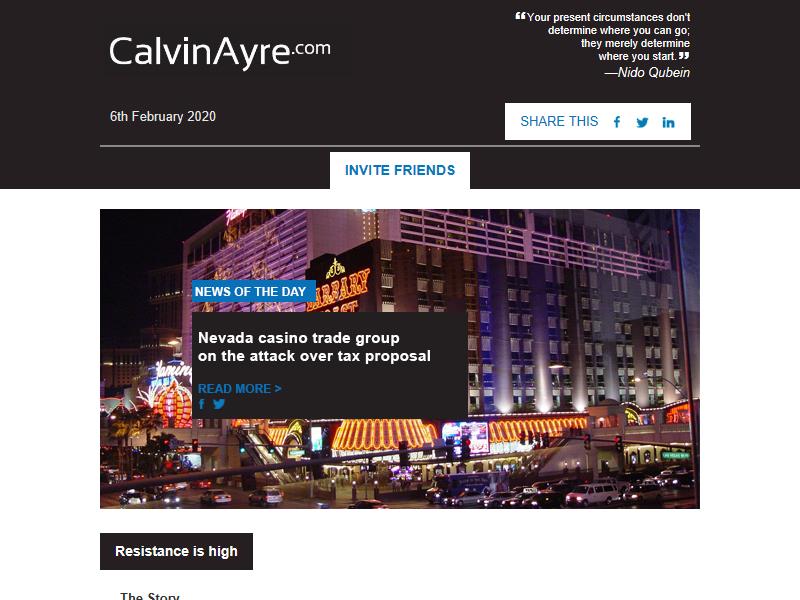 CalvinAyre.com
“Your present circumstances don't
determine where you can go;
they merely determine
where you start.”
—Nido Qubein
6th February 2020
SHARE THIS
INVITE FRIENDS
NEWS OF THE DAY
Nevada casino trade group
on the attack over tax proposal
READ MORE >
Resistance is high
The Story